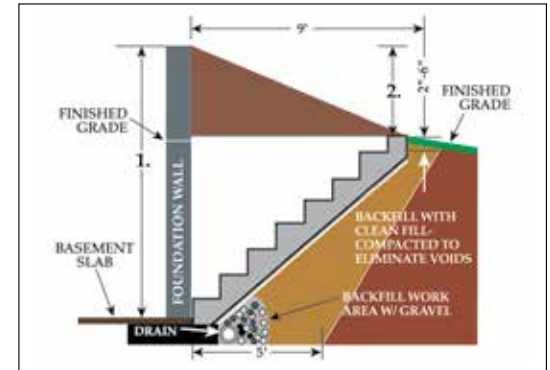 9'
1.
2.
2"-6"
FINISHED
GRADE
FINISHED
GRADE
FOUNDATION WALL
BACKFILL WITH
CLEAN FILL-
COMPACTED TO
ELIMINATE VOIDS
BASEMENT
SLAB
BACKFILL WORK
AREA W/ GRAVEL
DRAIN
5'